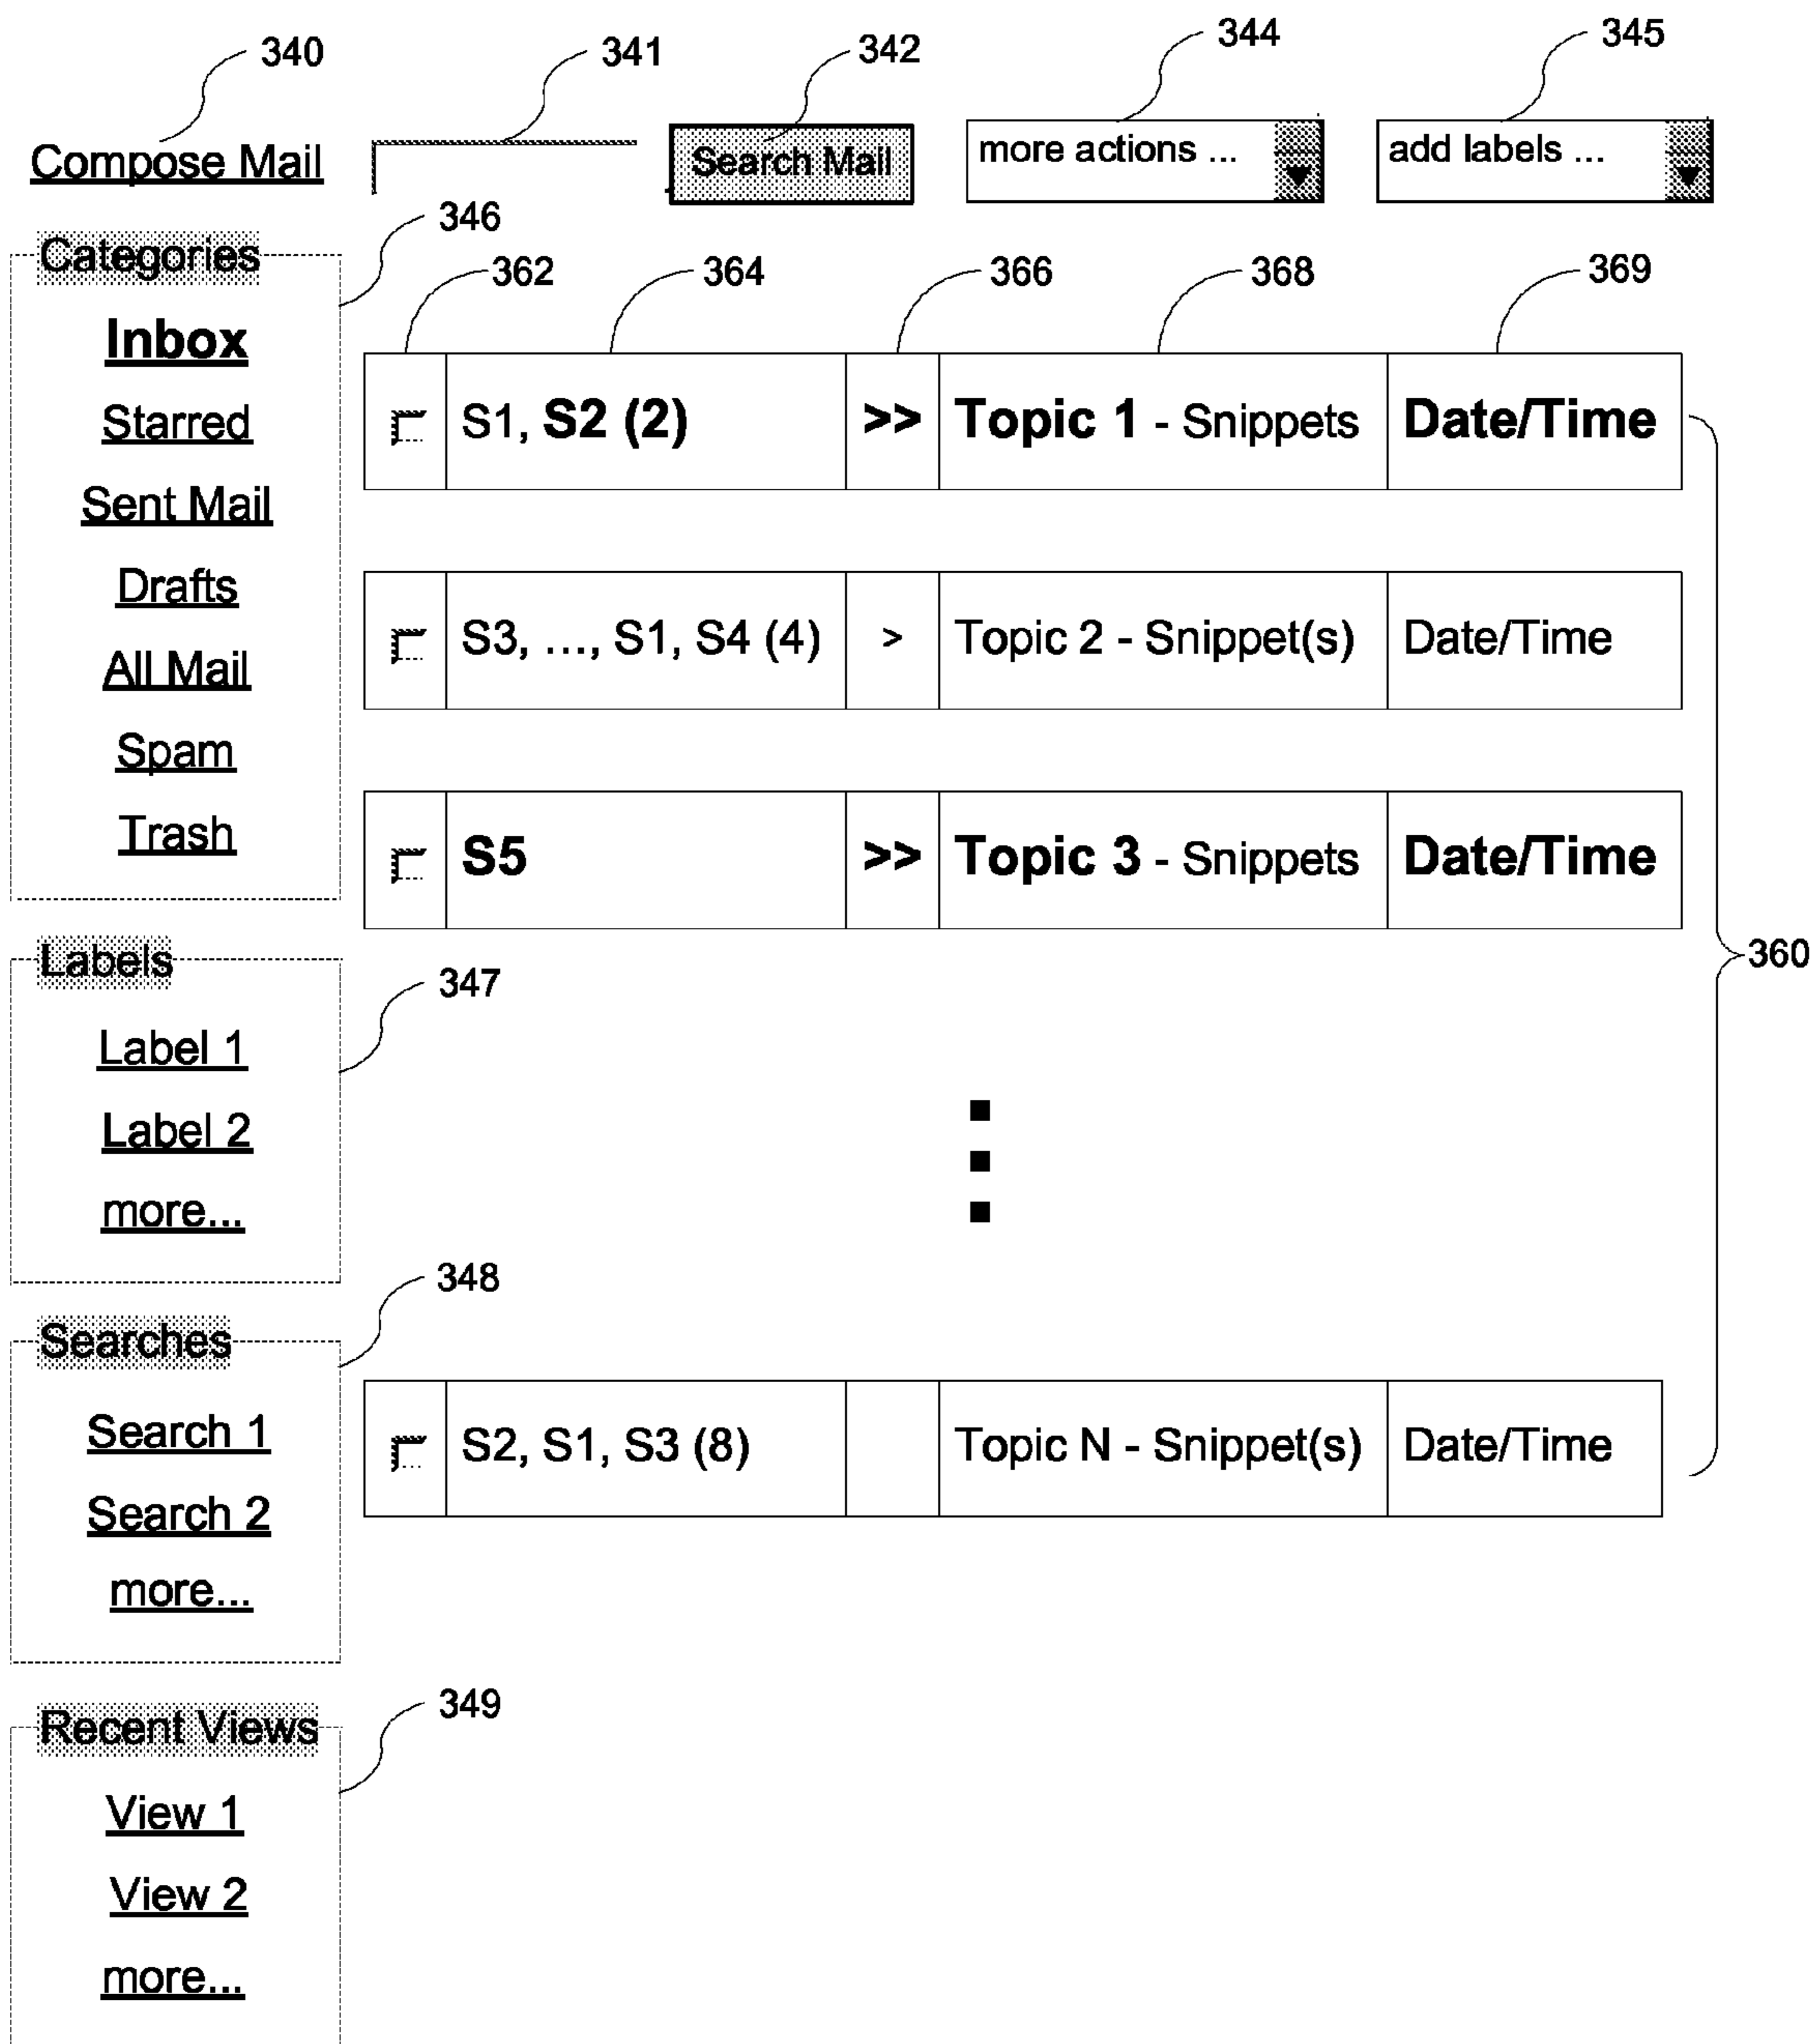 340 341 342 344 345
Compose Mail Search Mail more actions ... add labels ...
346
Categories
362 364 366 368 369
Inbox
S1, S2 (2) >> Topic 1 - Snippets Date/Time
Starred
Sent Mail
Drafts
S3, ..., S1, S4 (4) > Topic 2 - Snippet(s) Date/Time
All Mail
Spam
Trash
S5 >> Topic 3 - Snippets Date/Time
360
Labels
347
Label 1
Label 2
more...
348
Searches
Search 1
S2, S1, S3 (8) Topic N - Snippet(s) Date/Time
Search 2
more...
349
Recent Views
View 1
View 2
more...